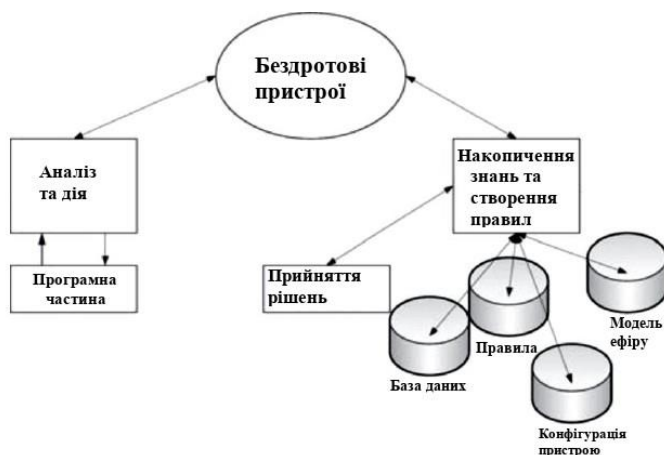 Бездротові
пристрої
Аналіз
та дія
Накопичення
знань та
створення
правил
Програмна
частина
Прийняття
рішень
База даних
Правила
Модель
ефіру
Конфігурація
пристрою